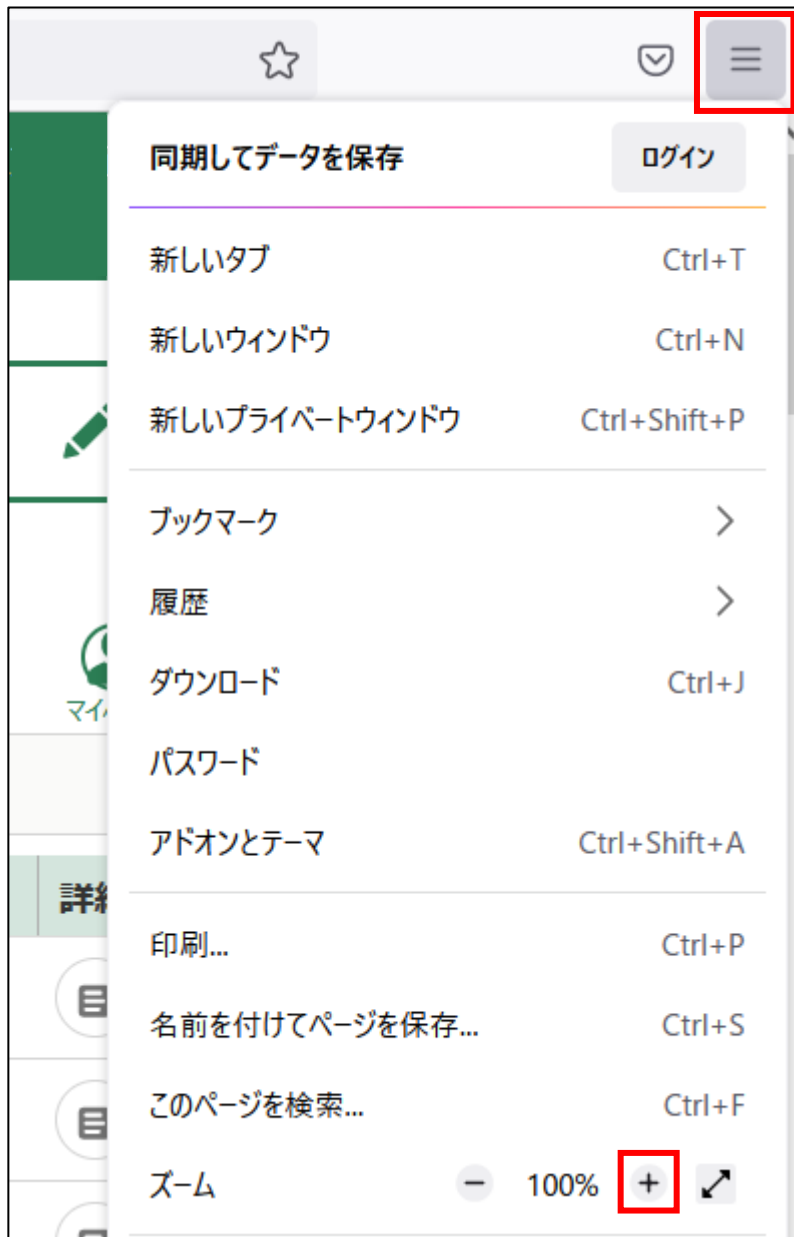 同期してデータを保存 ログイン
新しいタブ Ctrl+T
新しいウィンドウ Ctrl+N
新しいプライベートウィンドウ Ctrl+Shift+P
ブックマーク
履歴
ダウンロード Ctrl+J
マイ
パスワード
アドオンとテーマ Ctrl+Shift+A
詳
印刷... Ctrl+P
名前を付けてページを保存... Ctrl+S
このページを検索... Ctrl+F
ズーム − 100% +